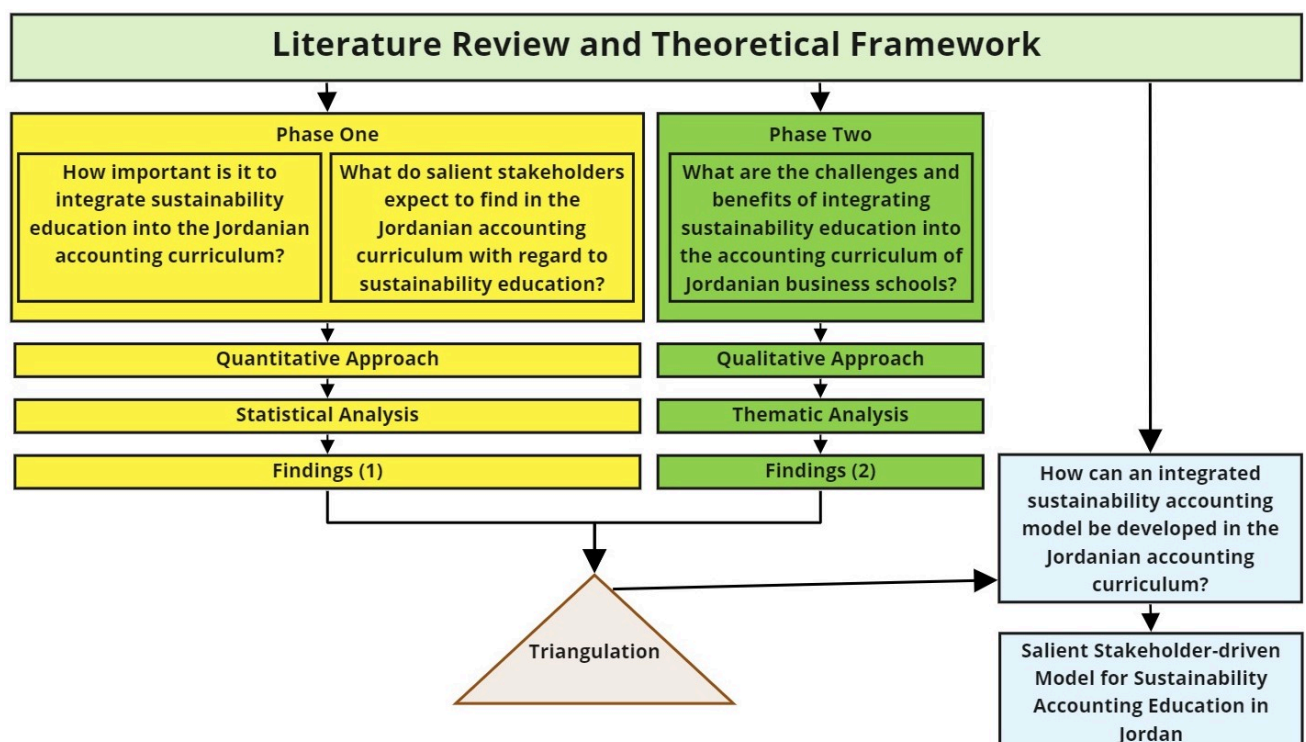 Literature Review and Theoretical Framework
Phase One
How important is it to
integrate sustainability
education into the Jordanian
accounting curriculum?
What do salient stakeholders
expect to find in the
Jordanian accounting
curriculum with regard to
sustainability education?
Quantitative Approach
Statistical Analysis
Findings (1)
Phase Two
What are the challenges and
benefits of integrating
sustainability education into
the accounting curriculum of
Jordanian business schools?
Qualitative Approach
Thematic Analysis
Findings (2)
Triangulation
How can an integrated
sustainability accounting
model be developed in the
Jordanian accounting
curriculum?
Salient Stakeholder-driven
Model for Sustainability
Accounting Education in
Jordan